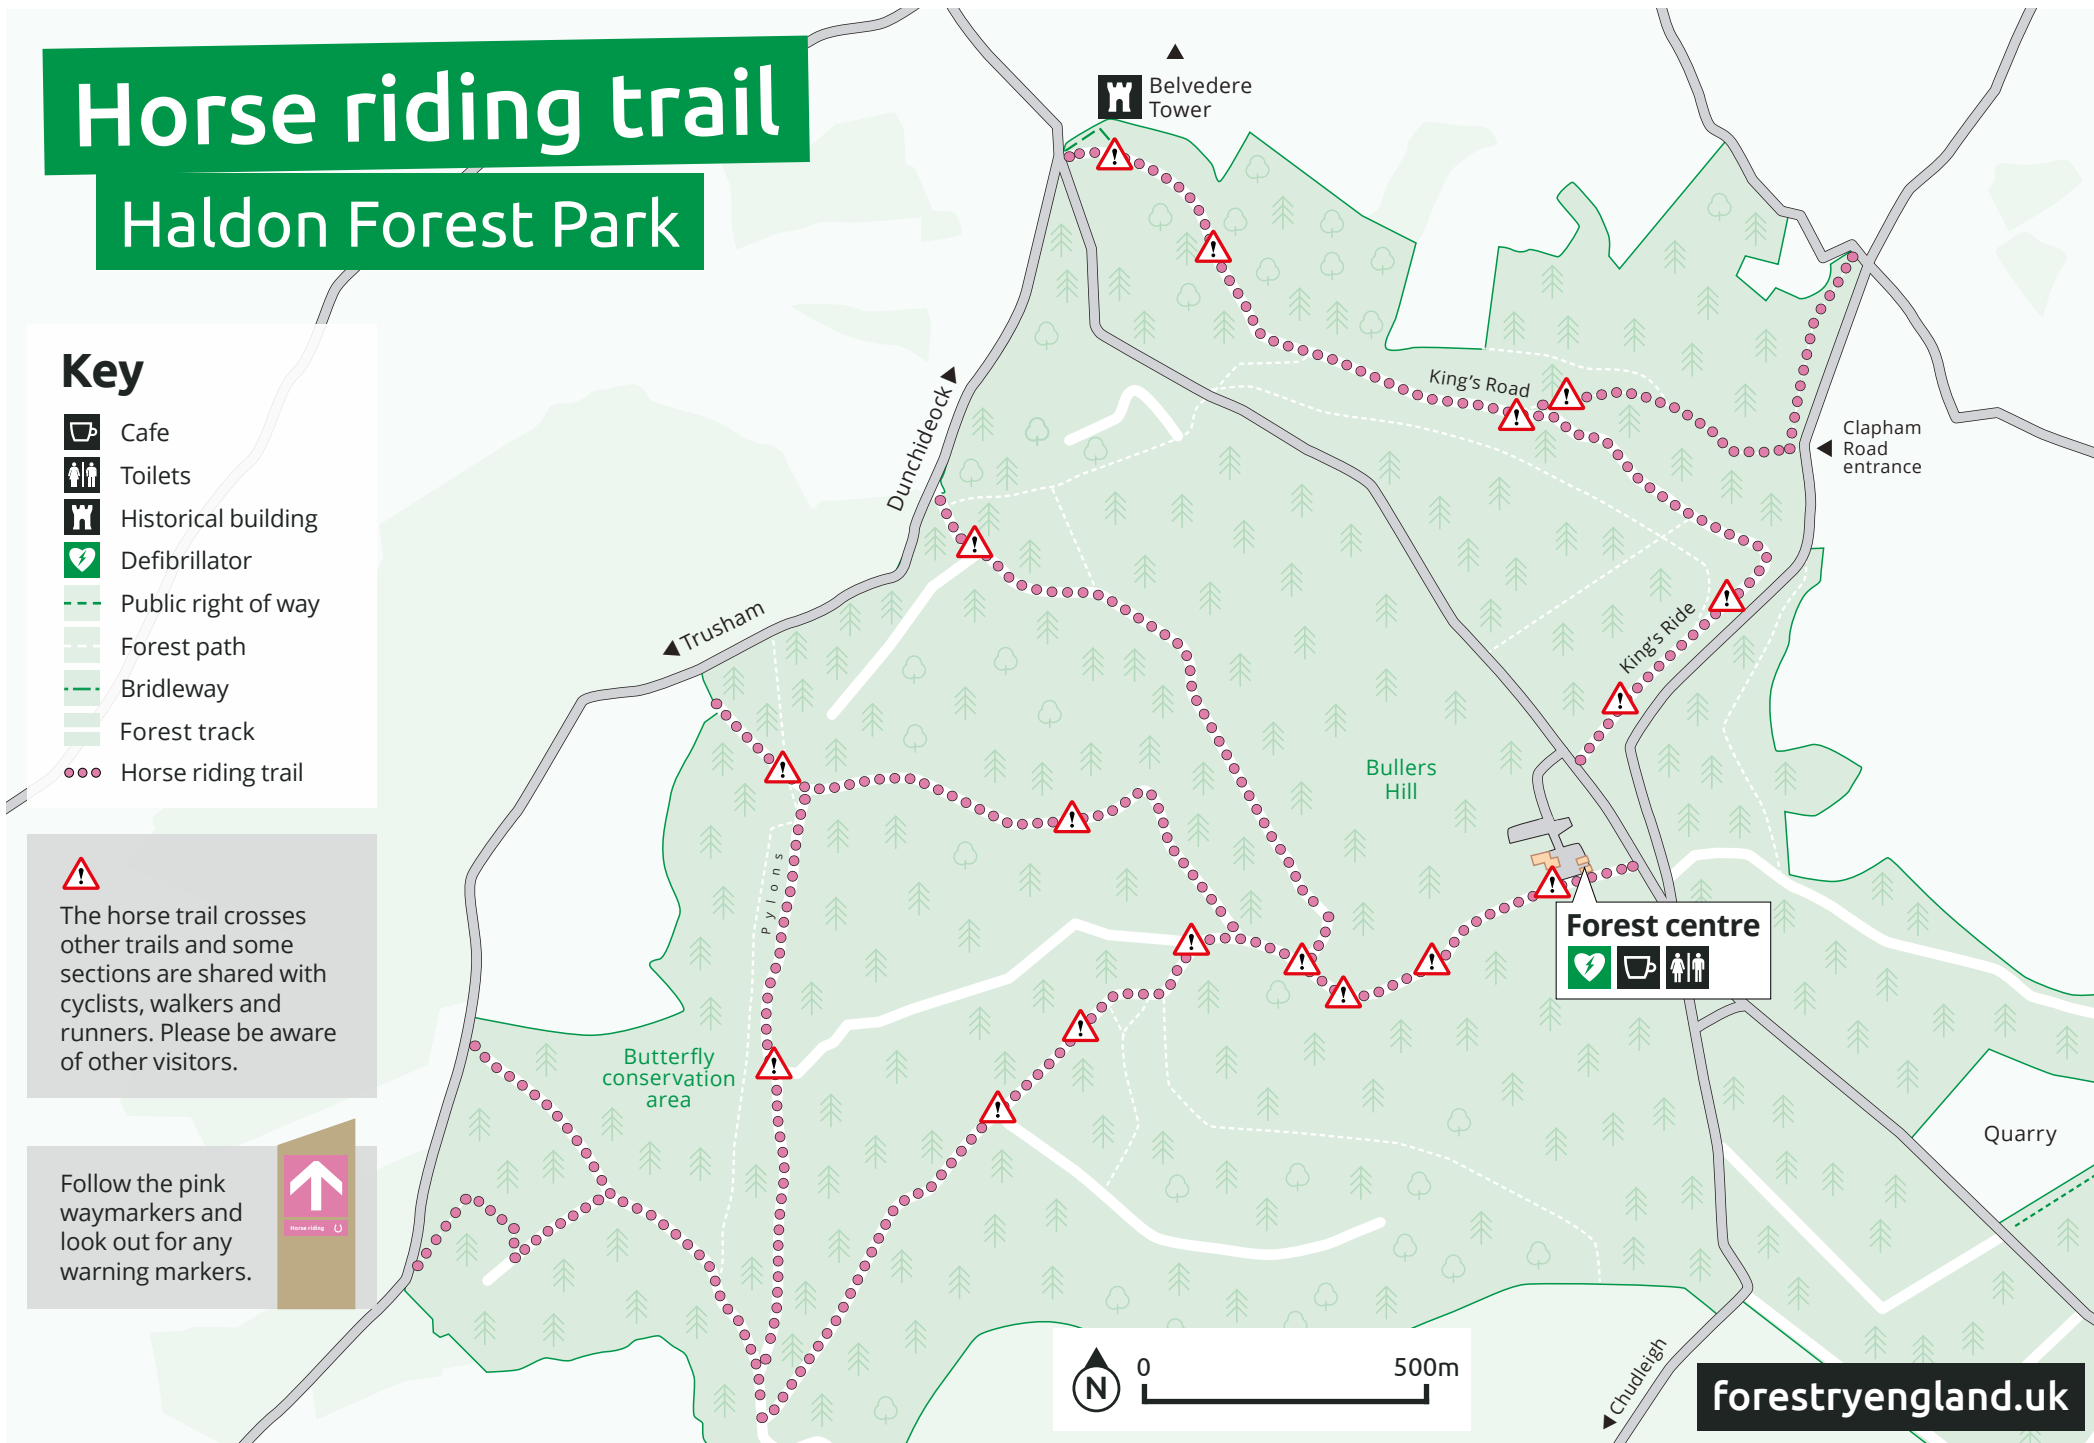 Horse riding trail
Haldon Forest Park
Belvedere
Tower
Key
Cafe
Toilets
Historical building
Defibrillator
Public right of way
Forest path
Bridleway
Forest track
Horse riding trail
The horse trail crosses
other trails and some
sections are shared with
cyclists, walkers and
runners. Please be aware
of other visitors.
Follow the pink
waymarkers and
look out for any
warning markers.
Horse riding
Dunchideock
Trusham
King's Road
Clapham
Road
entrance
King's Ride
Bullers
Hill
Pylons
Forest centre
Butterfly
conservation
area
Quarry
N
0 500m
Chudleigh
forestryengland.uk